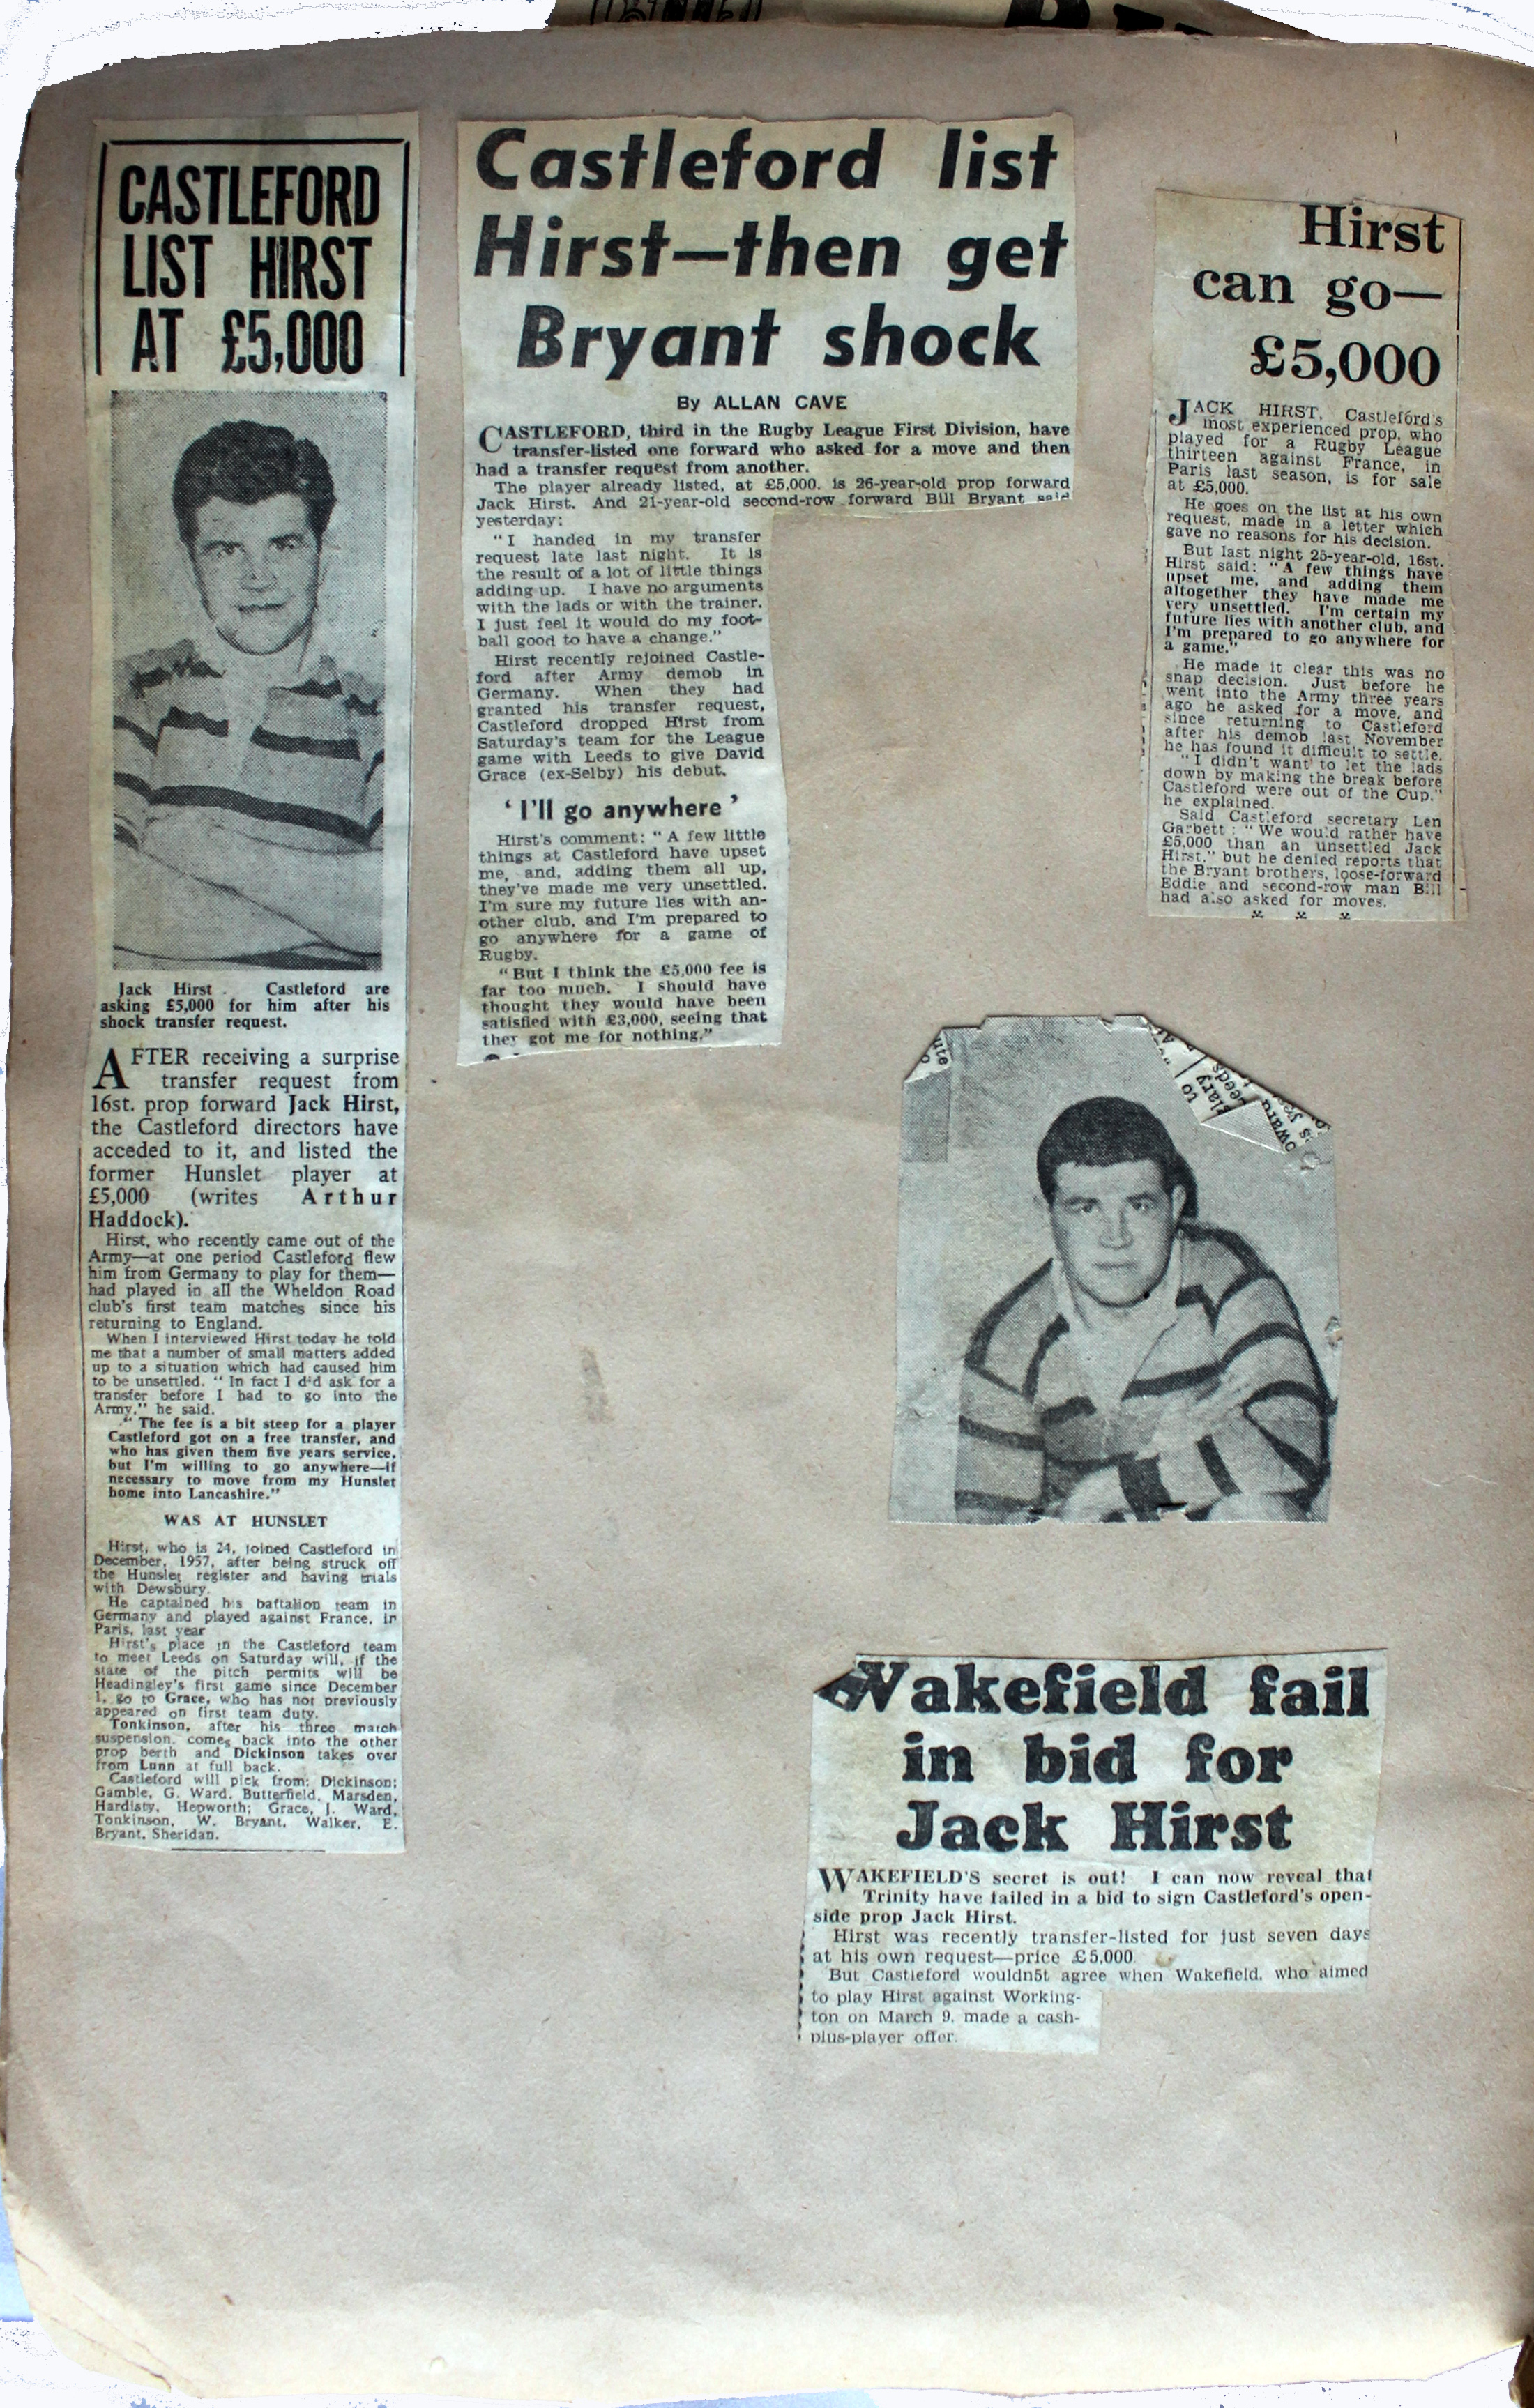 CASTLEFORD
LIST HIRST
AT £5,000
Jack Hirst. Castleford are
asking £5,000 for him after his
shock transfer request.
AFTER receiving a surprise
transfer request from
16st. prop forward Jack Hirst,
the Castleford directors have
acceded to it, and listed the
former Hunslet player at
£5,000 (writes Arthur
Haddock).
Hirst, who recently came out of the
Army—at one period Castleford flew
him from Germany to play for them—
had played in all the Wheldon Road
club's first team matches since his
returning to England.
When I interviewed Hirst today he told
me that a number of small matters added
up to a situation which had caused him
to be unsettled. "In fact I did ask for a
transfer before I had to go into the
Army," he said.
"The fee is a bit steep for a player
Castleford got on a free transfer, and
who has given them five years service,
but I'm willing to go anywhere—if
necessary to move from my Hunslet
home into Lancashire."
WAS AT HUNSLET
Hirst, who is 24, joined Castleford in
December, 1957, after being struck off
the Hunslet register and having trials
with Dewsbury.
He captained his battalion team in
Germany and played against France, in
Paris, last year
Hirst's place in the Castleford team
to meet Leeds on Saturday will, if the
state of the pitch permits will be
Headingley's first game since December
1, go to Grace, who has not previously
appeared on first team duty.
Tonkinson, after his three match
suspension, comes back into the other
prop berth and Dickinson takes over
from Lunn at full back.
Castleford will pick from: Dickinson;
Gamble, G. Ward, Butterfield, Marsden,
Hardisty, Hepworth; Grace, J. Ward,
Tonkinson, W. Bryant, Walker, E.
Bryant, Sheridan.
Castleford list
Hirst—then get
Bryant shock
By ALLAN CAVE
CASTLEFORD, third in the Rugby League First Division, have
transfer-listed one forward who asked for a move and then
had a transfer request from another.
The player already listed, at £5,000, is 26-year-old prop forward
Jack Hirst. And 21-year-old second-row forward Bill Bryant said
yesterday:
"I handed in my transfer
request late last night. It is
the result of a lot of little things
adding up. I have no arguments
with the lads or with the trainer.
I just feel it would do my foot-
ball good to have a change."
Hirst recently rejoined Castle-
ford after Army demob in
Germany. When they had
granted his transfer request,
Castleford dropped Hirst from
Saturday's team for the League
game with Leeds to give David
Grace (ex-Selby) his debut.
'I'll go anywhere'
Hirst's comment: "A few little
things at Castleford have upset
me, and, adding them all up,
they've made me very unsettled.
I'm sure my future lies with an-
other club, and I'm prepared to
go anywhere for a game of
Rugby.
"But I think the £5,000 fee is
far too much. I should have
thought they would have been
satisfied with £3,000, seeing that
they got me for nothing."
Hirst
can go—
£5,000
JACK HIRST, Castleford's
most experienced prop, who
played for a Rugby League
thirteen against France, in
Paris last season, is for sale
at £5,000.
He goes on the list at his own
request, made in a letter which
gave no reasons for his decision.
But last night 25-year-old, 16st.
Hirst said: "A few things have
upset me, and adding them
altogether they have made me
very unsettled. I'm certain my
future lies with another club, and
I'm prepared to go anywhere for
a game."
He made it clear this was no
snap decision. Just before he
went into the Army three years
ago he asked for a move, and
since returning to Castleford
after his demob last November
he has found it difficult to settle.
"I didn't want to let the lads
down by making the break before
Castleford were out of the Cup,"
he explained.
Said Castleford secretary Len
Garbett: "We would rather have
£5,000 than an unsettled Jack
Hirst," but he denied reports that
the Bryant brothers, loose-forward
Eddie and second-row man Bill
had also asked for moves.
Wakefield fail
in bid for
Jack Hirst
WAKEFIELD'S secret is out! I can now reveal that
Trinity have failed in a bid to sign Castleford's open-
side prop Jack Hirst.
Hirst was recently transfer-listed for just seven days
at his own request—price £5,000.
But Castleford wouldn5t agree when Wakefield, who aimed
to play Hirst against Working-
ton on March 9, made a cash-
plus-player offer.